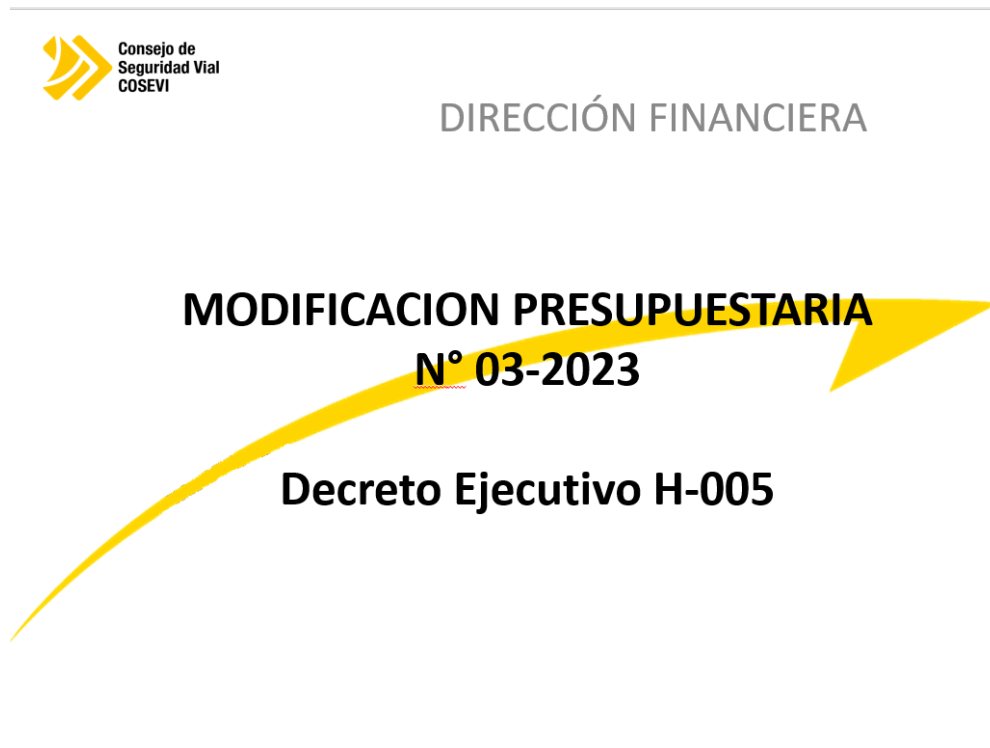 Consejo de
Seguridad Vial
COSEVI
DIRECCIÓN FINANCIERA
MODIFICACION PRESUPUESTARIA
N° 03-2023
Decreto Ejecutivo H-005